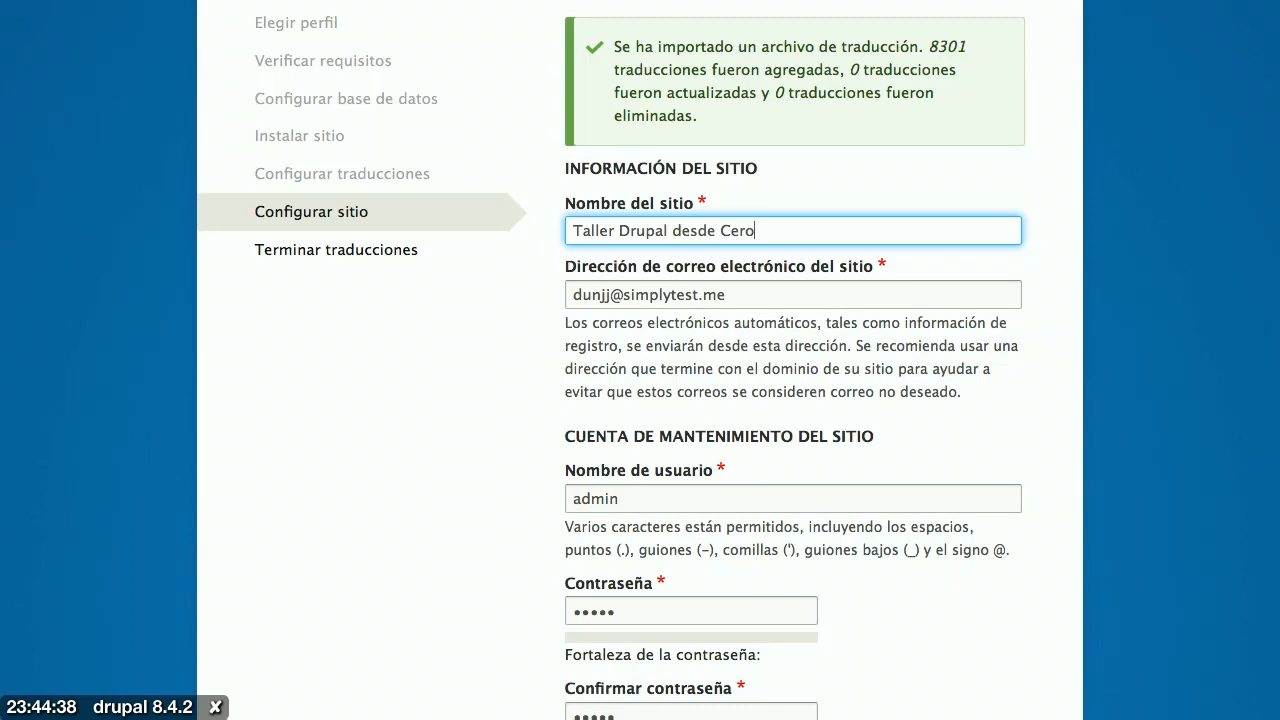 Elegir perfil
Verificar requisitos
Configurar base de datos
Instalar sitio
Configurar traducciones
Configurar sitio
Terminar traducciones
Se ha importado un archivo de traducción. 8301
traducciones fueron agregadas, 0 traducciones
fueron actualizadas y 0 traducciones fueron
eliminadas.
INFORMACIÓN DEL SITIO
Nombre del sitio *
Taller Drupal desde Cero
Dirección de correo electrónico del sitio *
dunjj@simplytest.me
Los correos electrónicos automáticos, tales como información de
registro, se enviarán desde esta dirección. Se recomienda usar una
dirección que termine con el dominio de su sitio para ayudar a
evitar que estos correos se consideren correo no deseado.
CUENTA DE MANTENIMIENTO DEL SITIO
Nombre de usuario *
admin
Varios caracteres están permitidos, incluyendo los espacios,
puntos (.), guiones (-), comillas ('), guiones bajos (_) y el signo @.
Contraseña *
•••••
Fortaleza de la contraseña:
Confirmar contraseña *
•••••
23:44:38 drupal 8.4.2 ✘